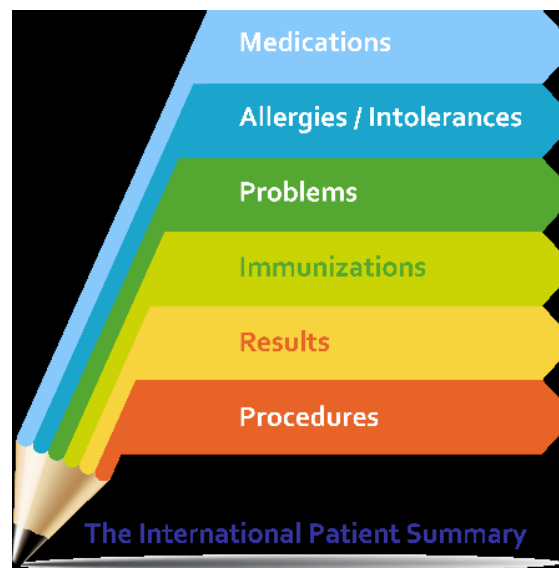 Medications
Allergies / Intolerances
Problems
Immunizations
Results
Procedures
The International Patient Summary